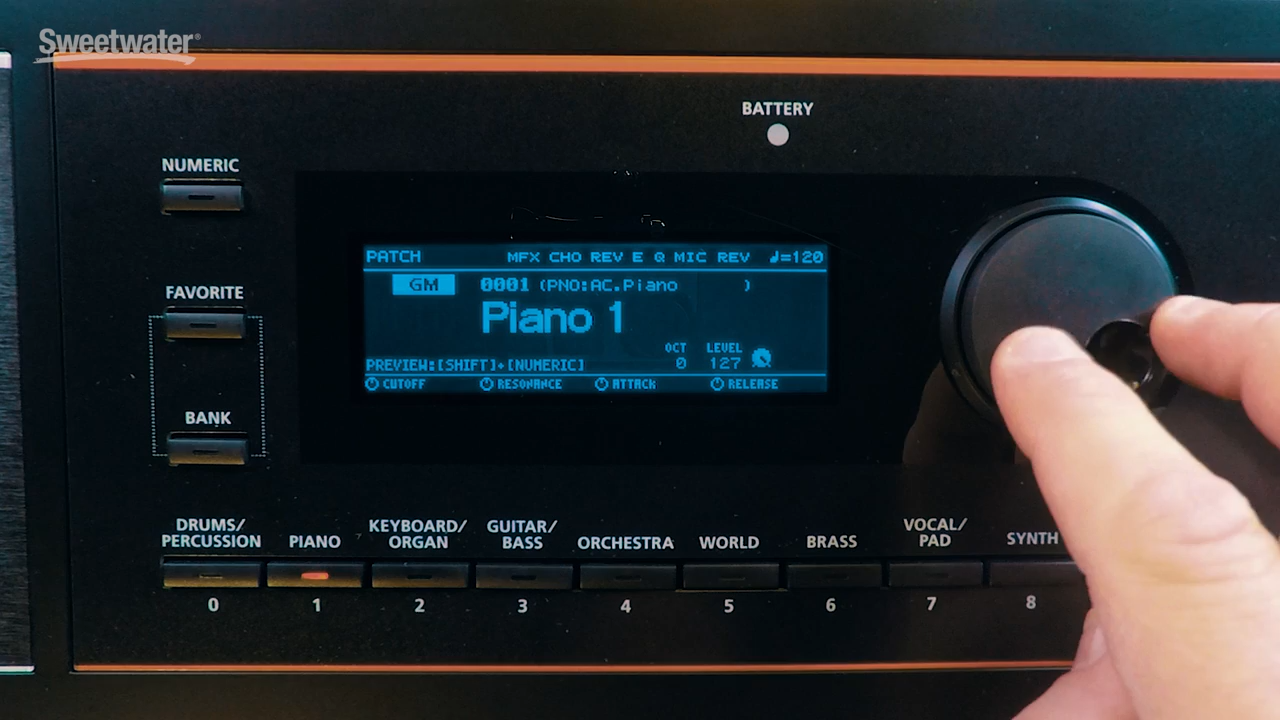 Sweetwater®
BATTERY
NUMERIC
FAVORITE
BANK
PATCH MFX CHO REV E Q MIC REV ♩=120
GM 0001 (PNO:AC.Piano )
Piano 1
OCT LEVEL
PREVIEW:[SHIFT]+[NUMERIC] 0 127
CUTOFF RESONANCE ATTACK RELEASE
DRUMS/
PERCUSSION
PIANO
KEYBOARD/
ORGAN
GUITAR/
BASS
ORCHESTRA
WORLD
BRASS
VOCAL/
PAD
SYNTH
0 1 2 3 4 5 6 7 8